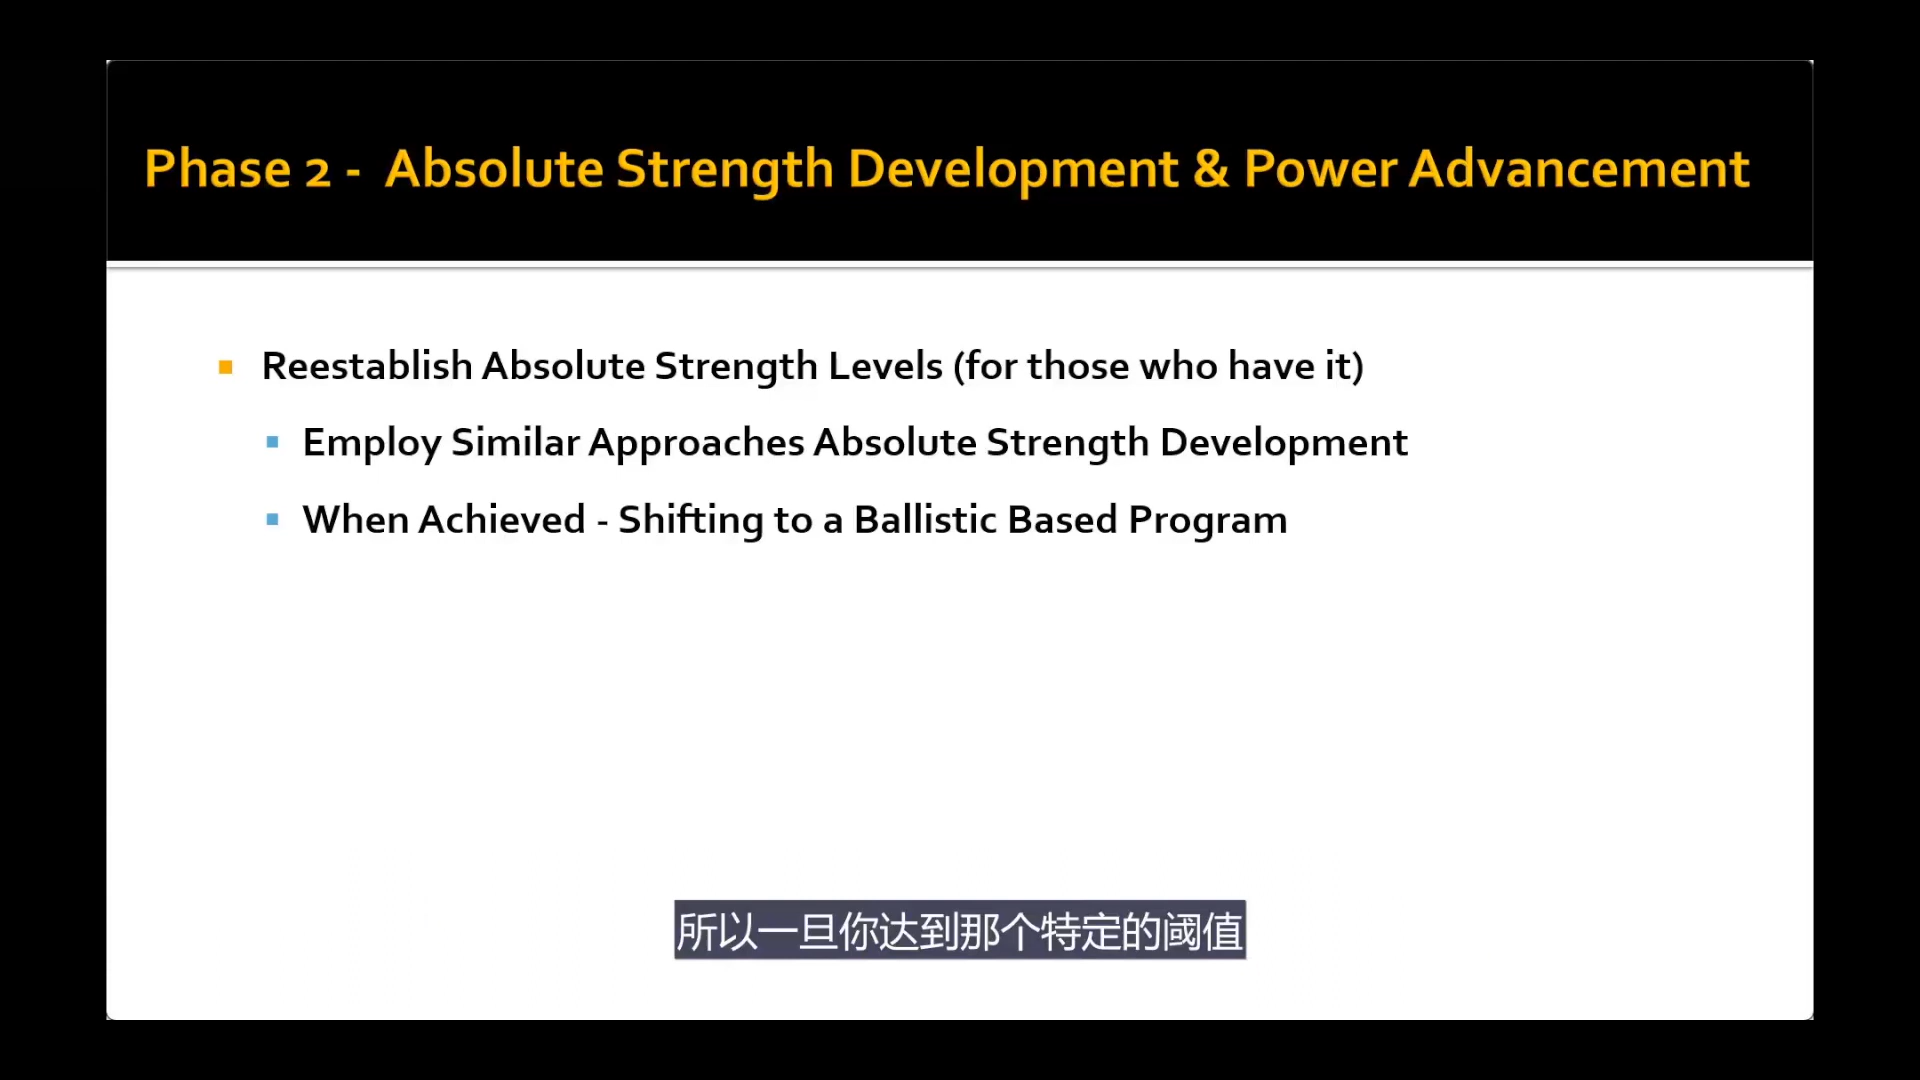 Phase 2 - Absolute Strength Development & Power Advancement
Reestablish Absolute Strength Levels (for those who have it)
Employ Similar Approaches Absolute Strength Development
When Achieved - Shifting to a Ballistic Based Program
所以一旦你达到那个特定的阈值